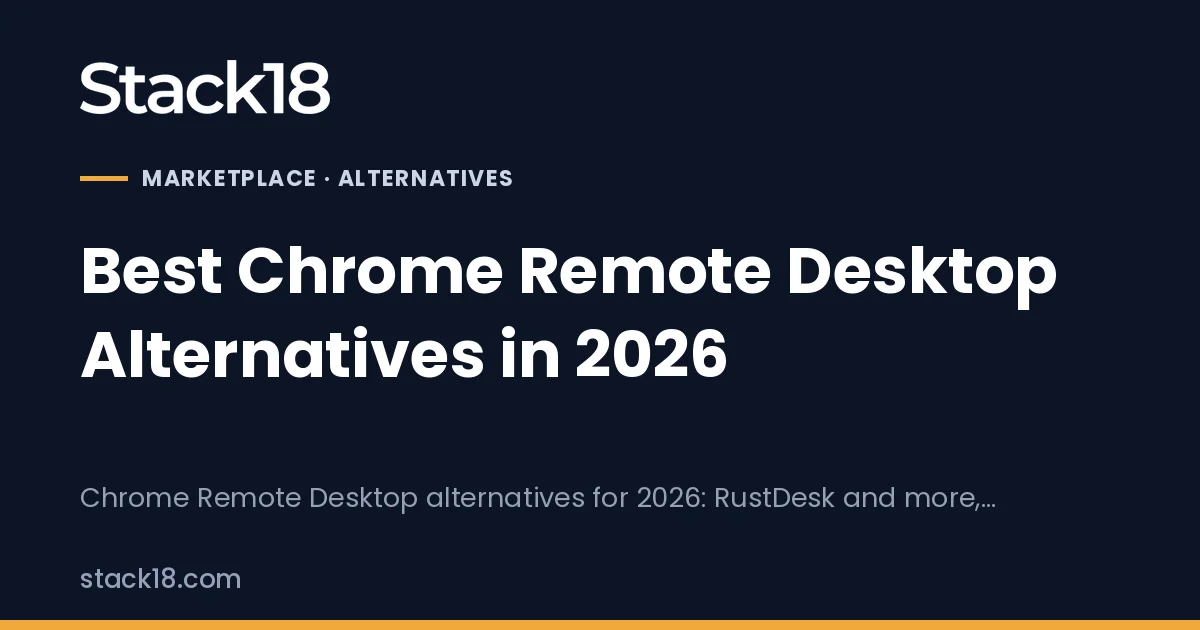 Stack18
MARKETPLACE · ALTERNATIVES
Best Chrome Remote Desktop
Alternatives in 2026
Chrome Remote Desktop alternatives for 2026: RustDesk and more,...
stack18.com